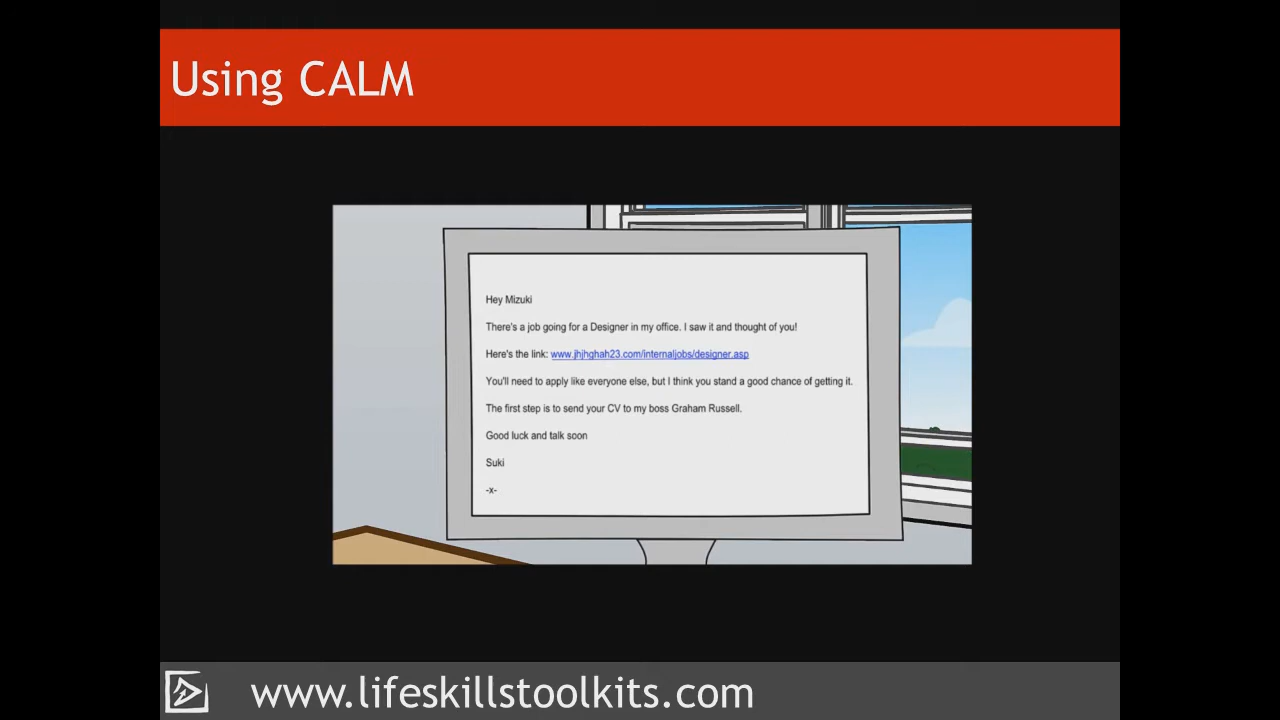 Using CALM
Hey Mizuki
There's a job going for a Designer in my office. I saw it and thought of you!
Here's the link: www.jhjhghah23.com/internaljobs/designer.asp
You'll need to apply like everyone else, but I think you stand a good chance of getting it.
The first step is to send your CV to my boss Graham Russell.
Good luck and talk soon
Suki
-x-
www.lifeskillstoolkits.com